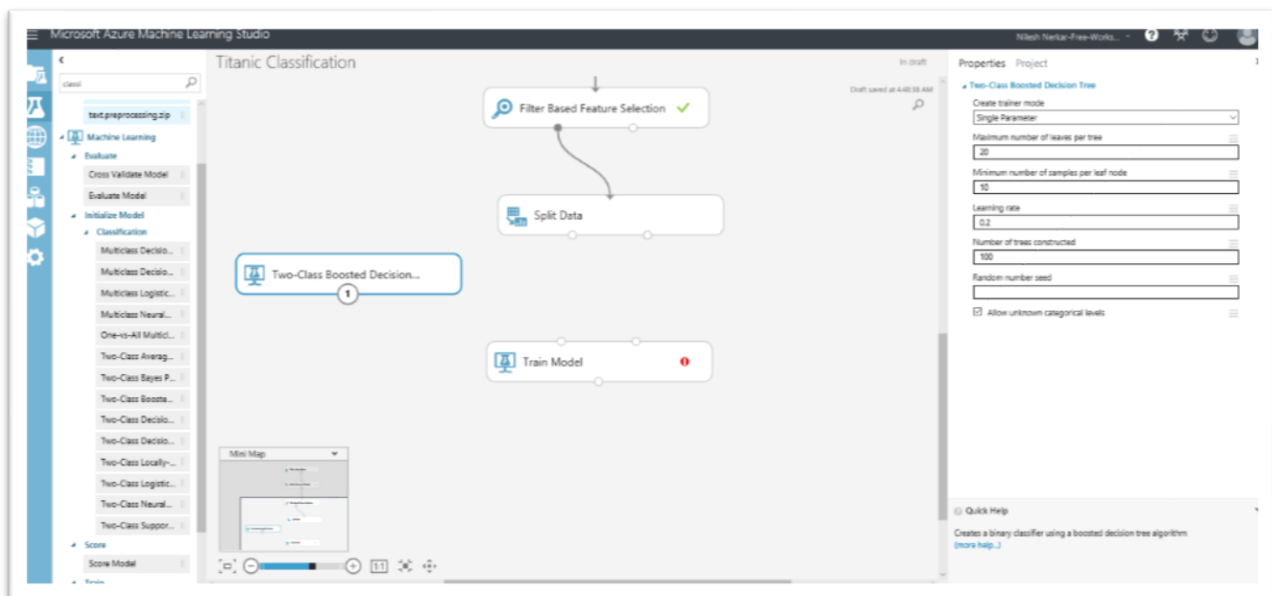 Microsoft Azure Machine Learning Studio
Nilesh Nerkar-Free-Works...
classi
text.preprocessing.zip
Machine Learning
Evaluate
Cross Validate Model
Evaluate Model
Initialize Model
Classification
Multiclass Decisio...
Multiclass Decisio...
Multiclass Logistic...
Multiclass Neural...
One-vs-All Multicl...
Two-Class Averag...
Two-Class Bayes P...
Two-Class Booste...
Two-Class Decisio...
Two-Class Decisio...
Two-Class Locally-...
Two-Class Logistic...
Two-Class Neural...
Two-Class Suppor...
Score
Score Model
Train
Titanic Classification
In draft
Draft saved at 4:48:38 AM
Filter Based Feature Selection
Split Data
Two-Class Boosted Decision...
1
Train Model
Mini Map
1:1
Properties Project
Two-Class Boosted Decision Tree
Create trainer mode
Single Parameter
Maximum number of leaves per tree
20
Minimum number of samples per leaf node
10
Learning rate
0.2
Number of trees constructed
100
Random number seed
Allow unknown categorical levels
Quick Help
Creates a binary classifier using a boosted decision tree algorithm
(more help...)